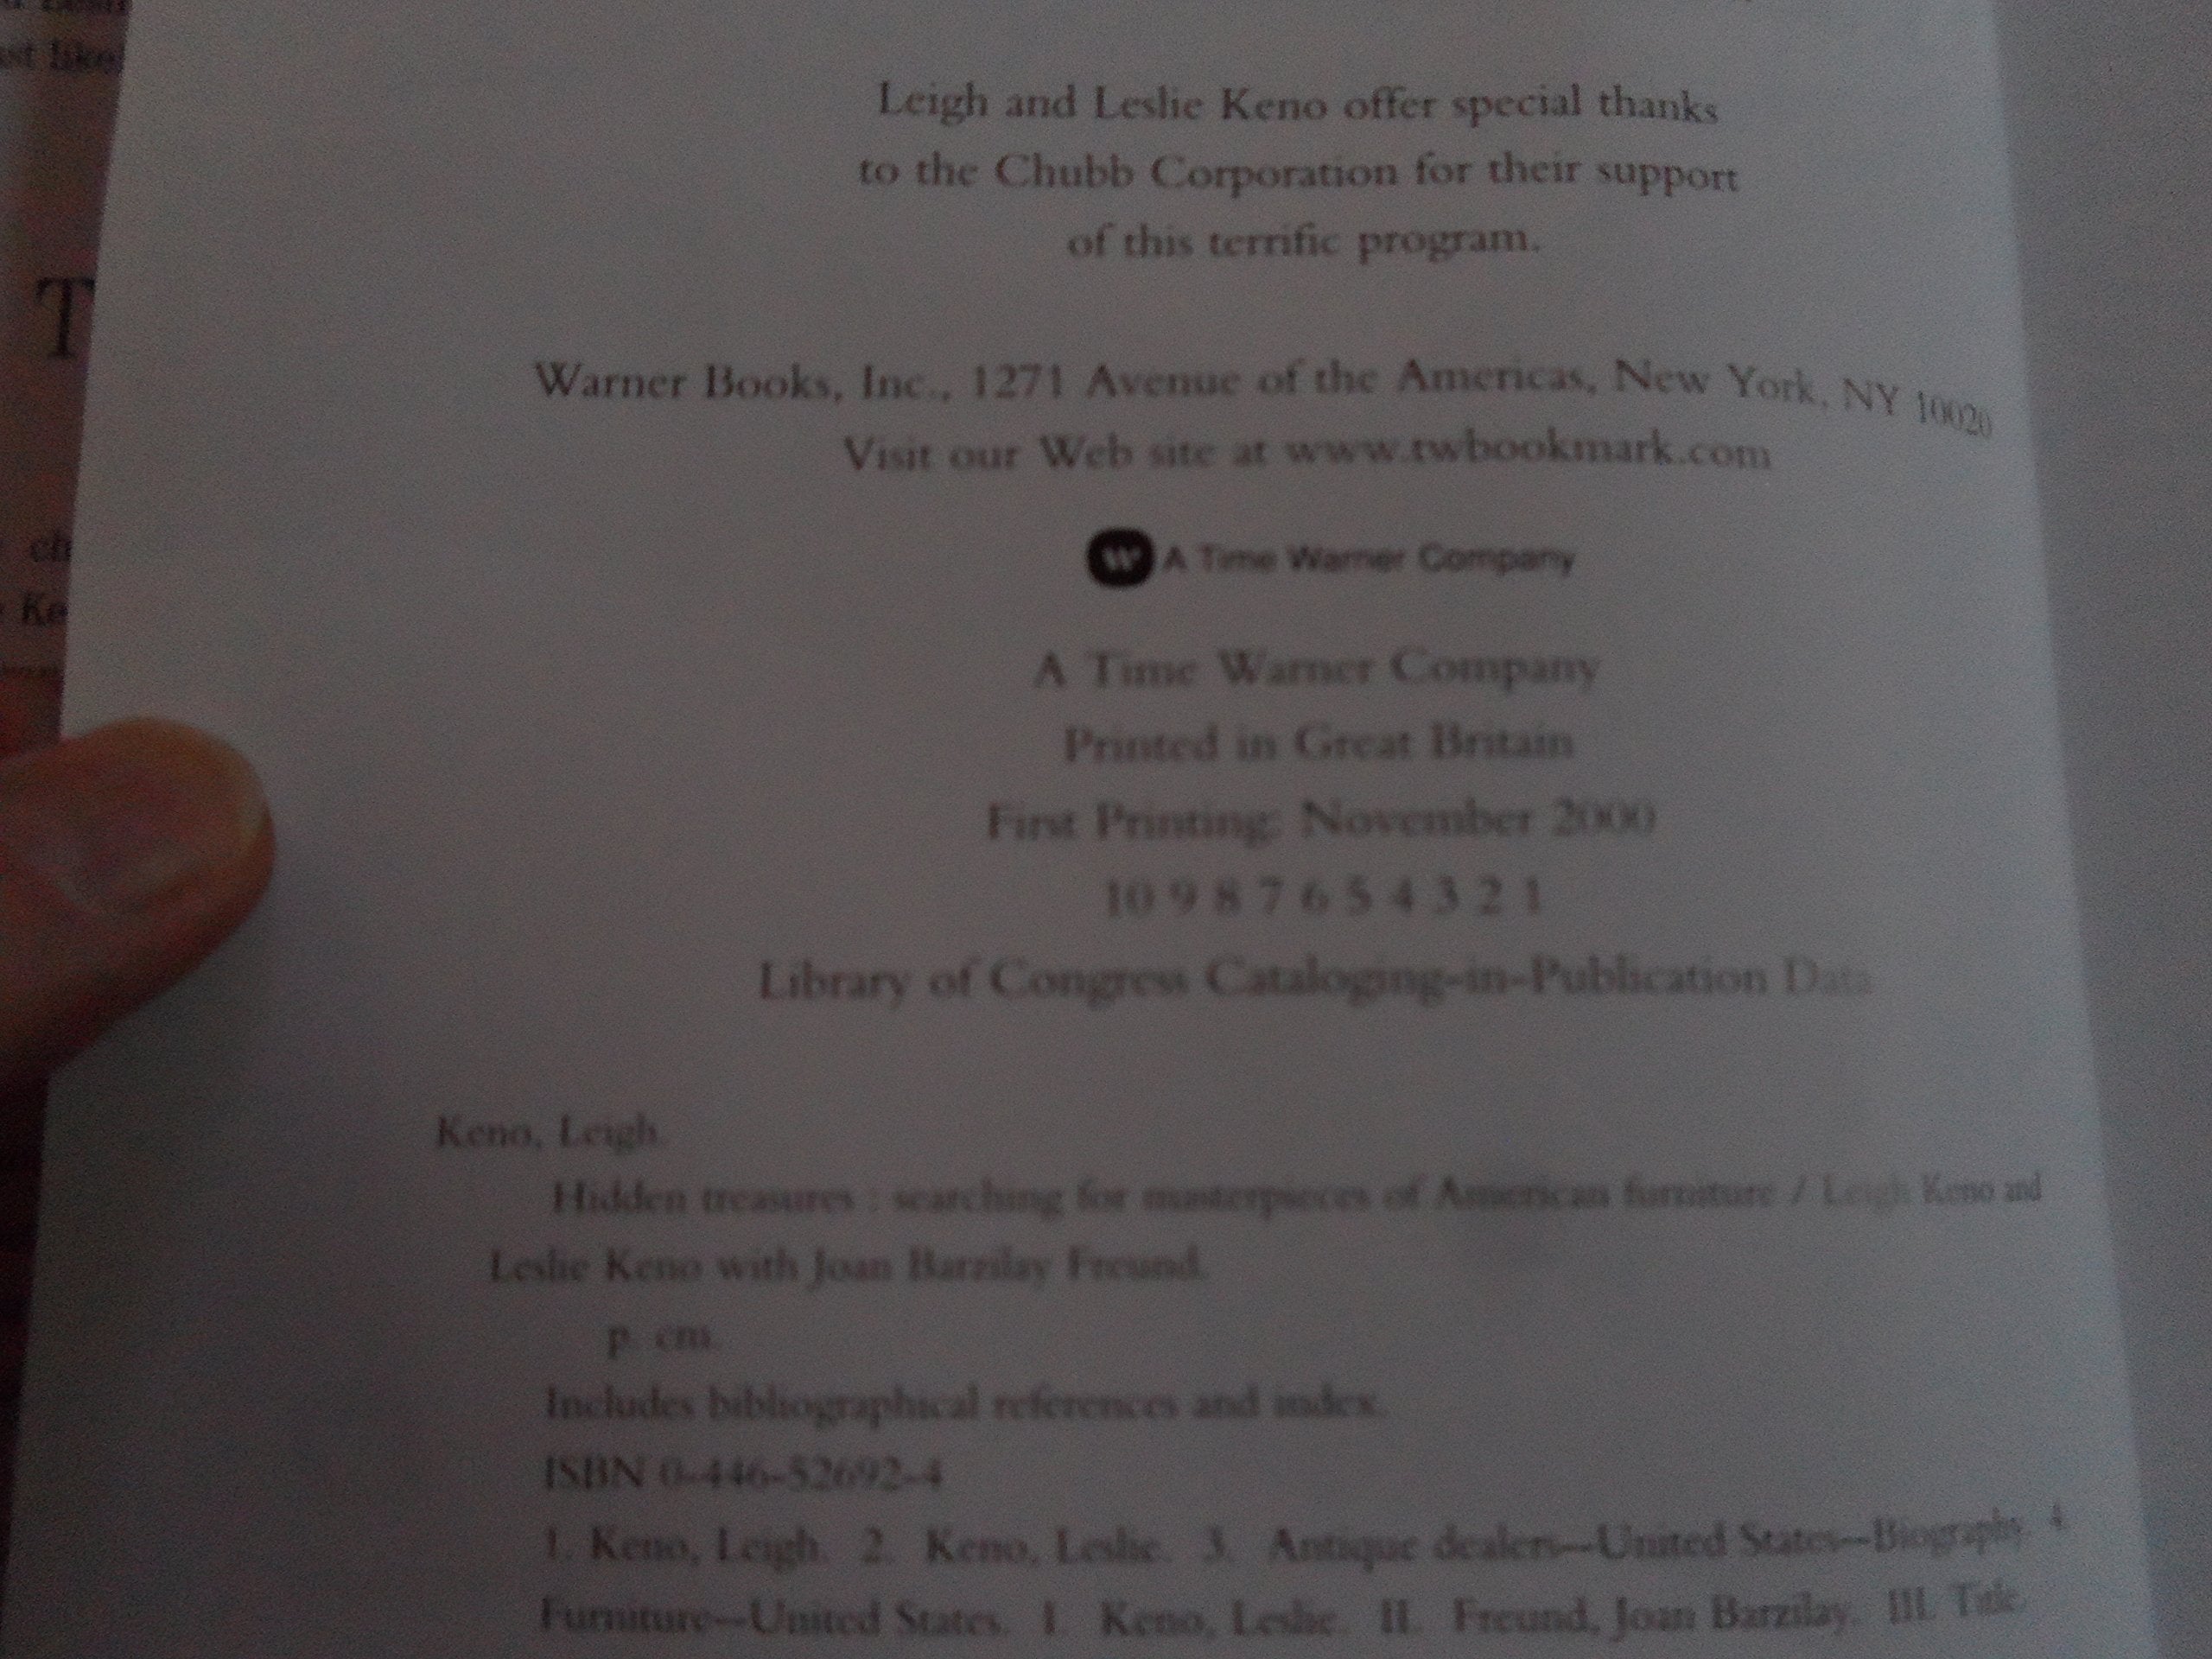 Leigh and Leslie Keno offer special thanks
to the Chubb Corporation for their support
of this terrific program.
Warner Books, Inc., 1271 Avenue of the Americas, New York, NY 10020
Visit our Web site at www.twbookmark.com
W A Time Warner Company
A Time Warner Company
Printed in Great Britain
First Printing: November 2000
10 9 8 7 6 5 4 3 2 1
Library of Congress Cataloging-in-Publication Data
Keno, Leigh.
Hidden treasures : searching for masterpieces of American furniture / Leigh Keno and
Leslie Keno with Joan Barzilay Freund.
p. cm.
Includes bibliographical references and index.
ISBN 0-446-52692-4
1. Keno, Leigh. 2. Keno, Leslie. 3. Antique dealers—United States—Biography. 4.
Furniture—United States. I. Keno, Leslie. II. Freund, Joan Barzilay. III. Title.